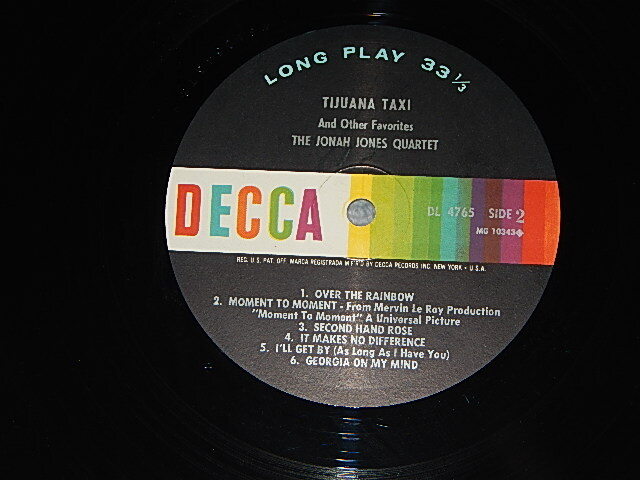 LONG PLAY 33 1/3
TIJUANA TAXI
And Other Favorites
THE JONAH JONES QUARTET
DECCA
DL 4765 SIDE 2
MG 10343
REG. U.S. PAT. OFF. MARCA REGISTRADA MF'R'D BY DECCA RECORDS INC. NEW YORK • U.S.A.
1. OVER THE RAINBOW
2. MOMENT TO MOMENT - From Mervin Le Roy Production
"Moment To Moment" A Universal Picture
3. SECOND HAND ROSE
4. IT MAKES NO DIFFERENCE
5. I'LL GET BY (As Long As I Have You)
6. GEORGIA ON MY MIND